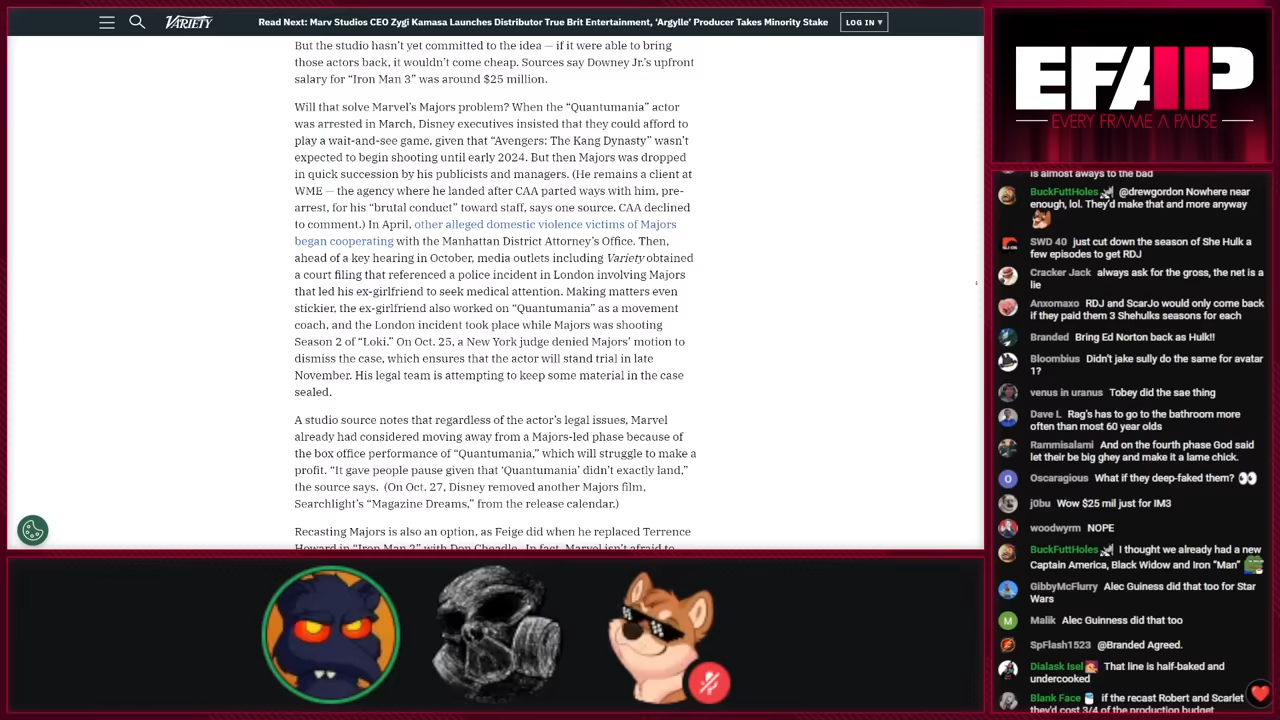 VARIETY
Read Next: Marv Studios CEO Zygi Kamasa Launches Distributor True Brit Entertainment, ‘Argylle’ Producer Takes Minority Stake
LOG IN ▾
But the studio hasn’t yet committed to the idea — if it were able to bring
those actors back, it wouldn’t come cheap. Sources say Downey Jr.’s upfront
salary for “Iron Man 3” was around $25 million.
Will that solve Marvel’s Majors problem? When the “Quantumania” actor
was arrested in March, Disney executives insisted that they could afford to
play a wait-and-see game, given that “Avengers: The Kang Dynasty” wasn’t
expected to begin shooting until early 2024. But then Majors was dropped
in quick succession by his publicists and managers. (He remains a client at
WME — the agency where he landed after CAA parted ways with him, pre-
arrest, for his “brutal conduct” toward staff, says one source. CAA declined
to comment.) In April, other alleged domestic violence victims of Majors
began cooperating with the Manhattan District Attorney’s Office. Then,
ahead of a key hearing in October, media outlets including Variety obtained
a court filing that referenced a police incident in London involving Majors
that led his ex-girlfriend to seek medical attention. Making matters even
stickier, the ex-girlfriend also worked on “Quantumania” as a movement
coach, and the London incident took place while Majors was shooting
Season 2 of “Loki.” On Oct. 25, a New York judge denied Majors’ motion to
dismiss the case, which ensures that the actor will stand trial in late
November. His legal team is attempting to keep some material in the case
sealed.
A studio source notes that regardless of the actor’s legal issues, Marvel
already had considered moving away from a Majors-led phase because of
the box office performance of “Quantumania,” which will struggle to make a
profit. “It gave people pause given that ‘Quantumania’ didn’t exactly land,”
the source says. (On Oct. 27, Disney removed another Majors film,
Searchlight’s “Magazine Dreams,” from the release calendar.)
Recasting Majors is also an option, as Feige did when he replaced Terrence
Howard in “Iron Man 2” with Don Cheadle. In fact, Marvel isn’t afraid to
EFAP
EVERY FRAME A PAUSE
is almost aways to the bad
BuckFuttHoles @drewgordon Nowhere near
enough, lol. They'd make that and more anyway
SWD 40 just cut down the season of She Hulk a
few episodes to get RDJ
Cracker Jack always ask for the gross, the net is a
lie
Anxomaxo RDJ and ScarJo would only come back
if they paid them 3 Shehulks seasons for each
Branded Bring Ed Norton back as Hulk!!
Bloombius Didn't jake sully do the same for avatar
1?
venus in uranus Tobey did the sae thing
Dave L Rag's has to go to the bathroom more
often than most 60 year olds
Rammisalami And on the fourth phase God said
let their be big ghey and make it a lame chick.
O
Oscaragious What if they deep-faked them?
j0bu Wow $25 mil just for IM3
woodwyrm NOPE
BuckFuttHoles I thought we already had a new
Captain America, Black Widow and Iron "Man"
GibbyMcFlurry Alec Guiness did that too for Star
Wars
M
Malik Alec Guinness did that too
SpFlash1523 @Branded Agreed.
Dialask Isel That line is half-baked and
undercooked
Blank Face if the recast Robert and Scarlet
they'd cost 3/4 of the production budget